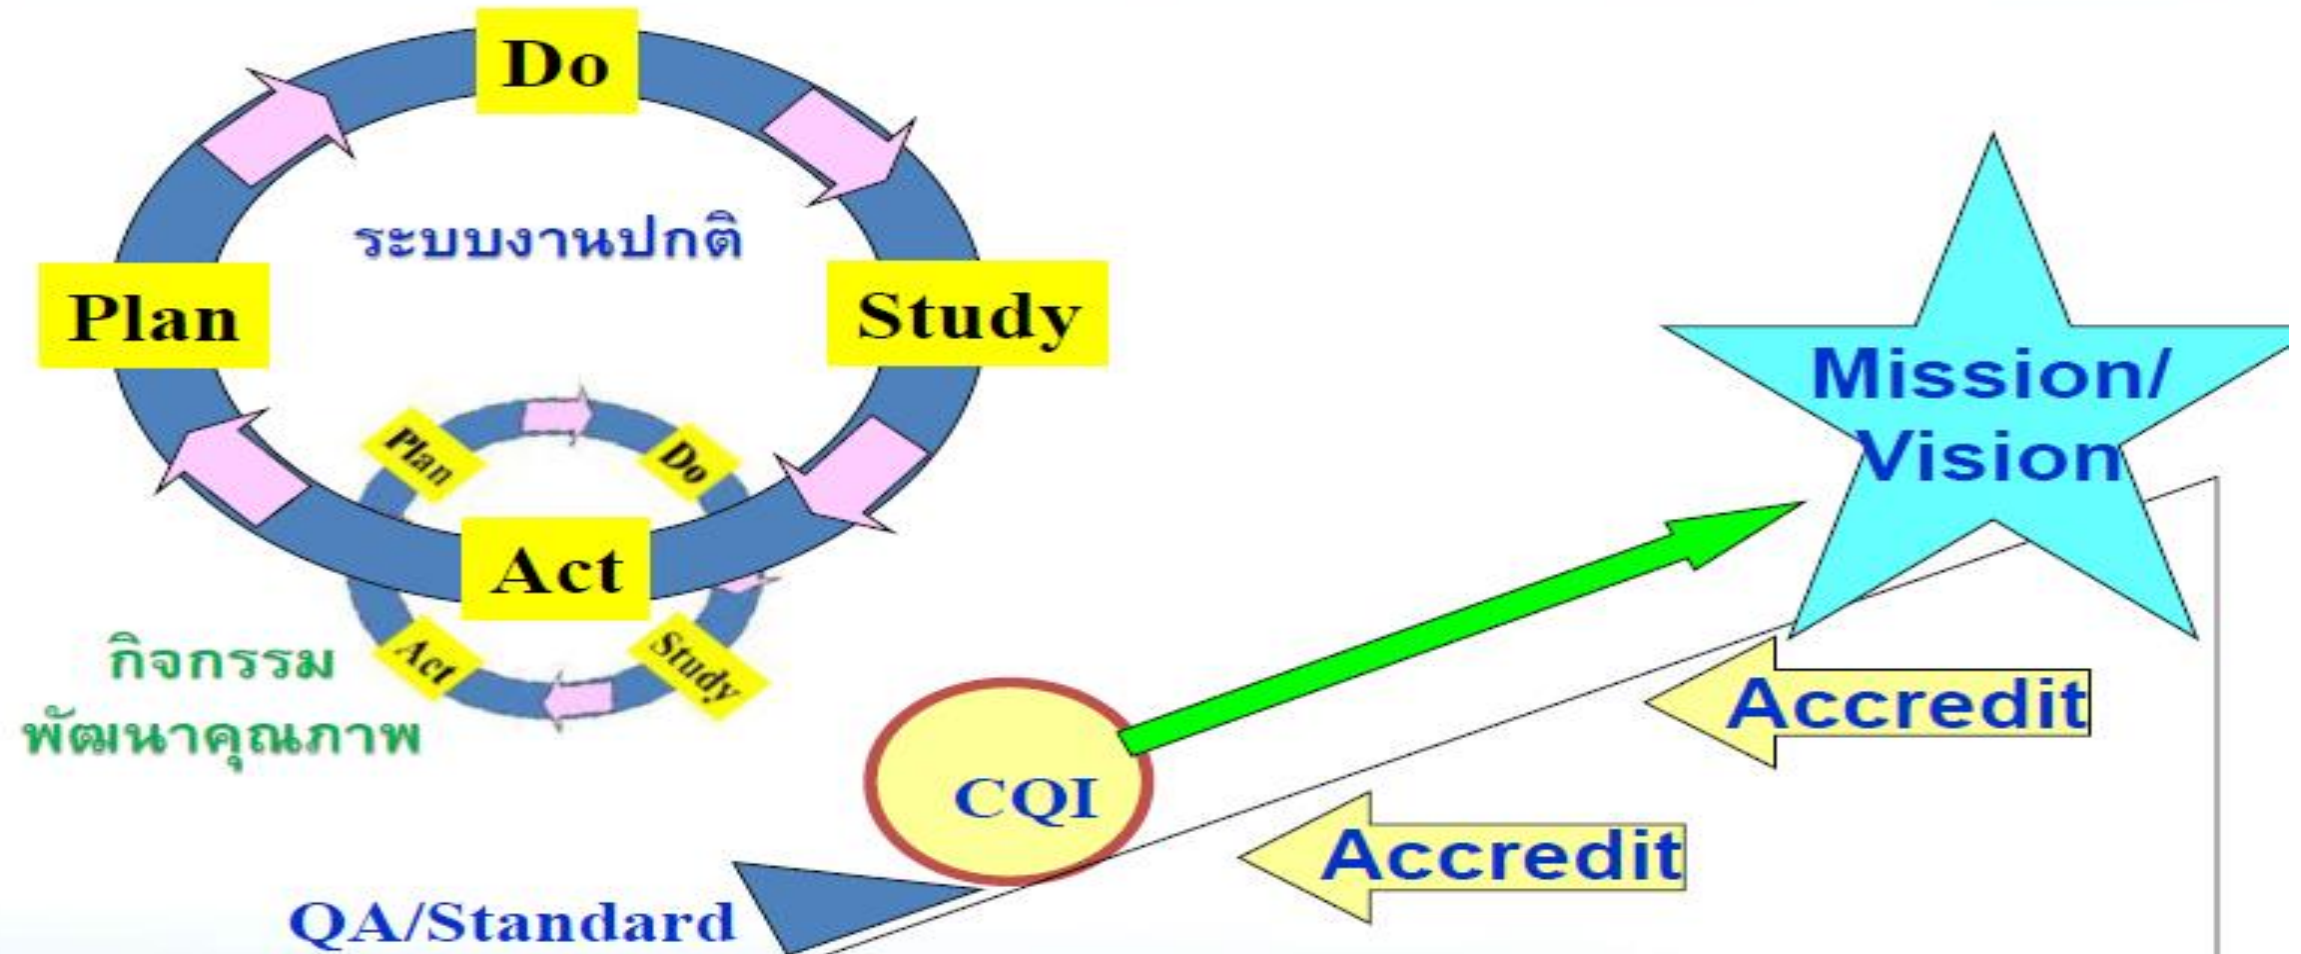 Do
ระบบงานปกติ
Plan
Study
Plan
Do
Act
Act
Study
กิจกรรม
พัฒนาคุณภาพ
Mission/
Vision
CQI
Accredit
Accredit
QA/Standard